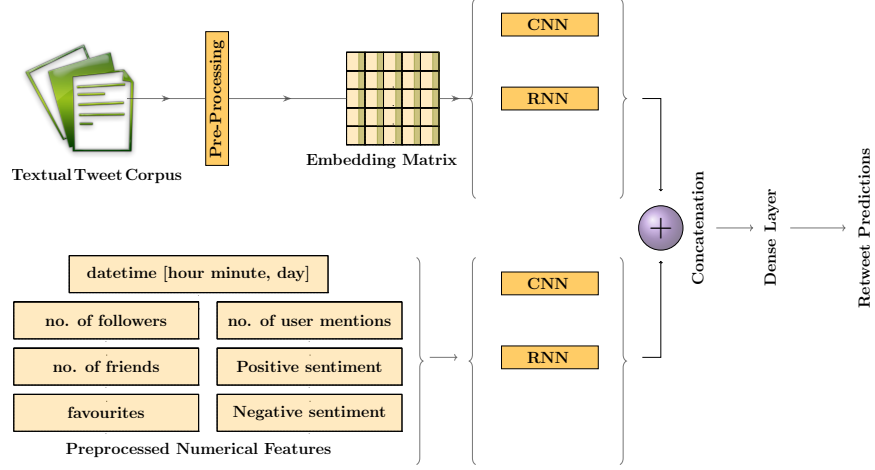 CNN
RNN
Pre-Processing
Textual Tweet Corpus
Embedding Matrix
+
Concatenation
Dense Layer
Retweet Predictions
datetime [hour minute, day]
no. of followers
no. of user mentions
no. of friends
Positive sentiment
favourites
Negative sentiment
Preprocessed Numerical Features
CNN
RNN